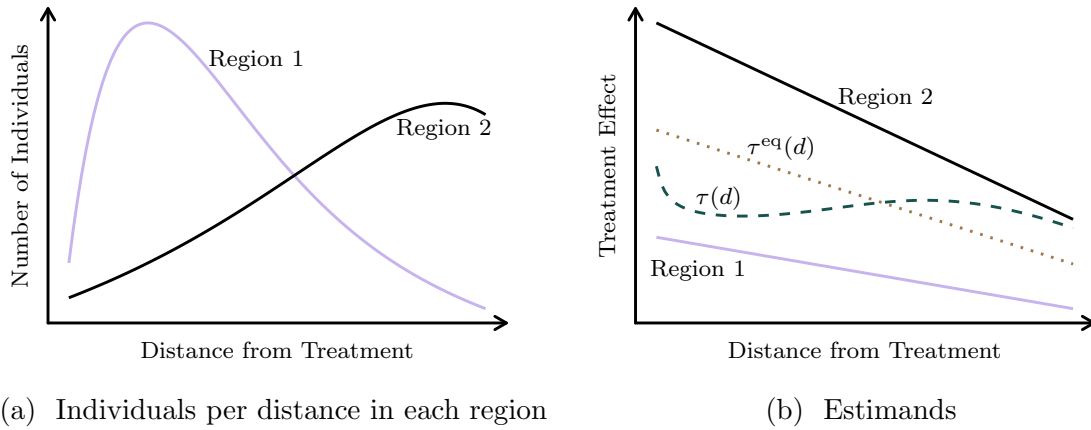 Number of Individuals
Region 1
Region 2
Distance from Treatment
(a) Individuals per distance in each region
Treatment Effect
Region 2
τ^eq(d)
τ(d)
Region 1
Distance from Treatment
(b) Estimands